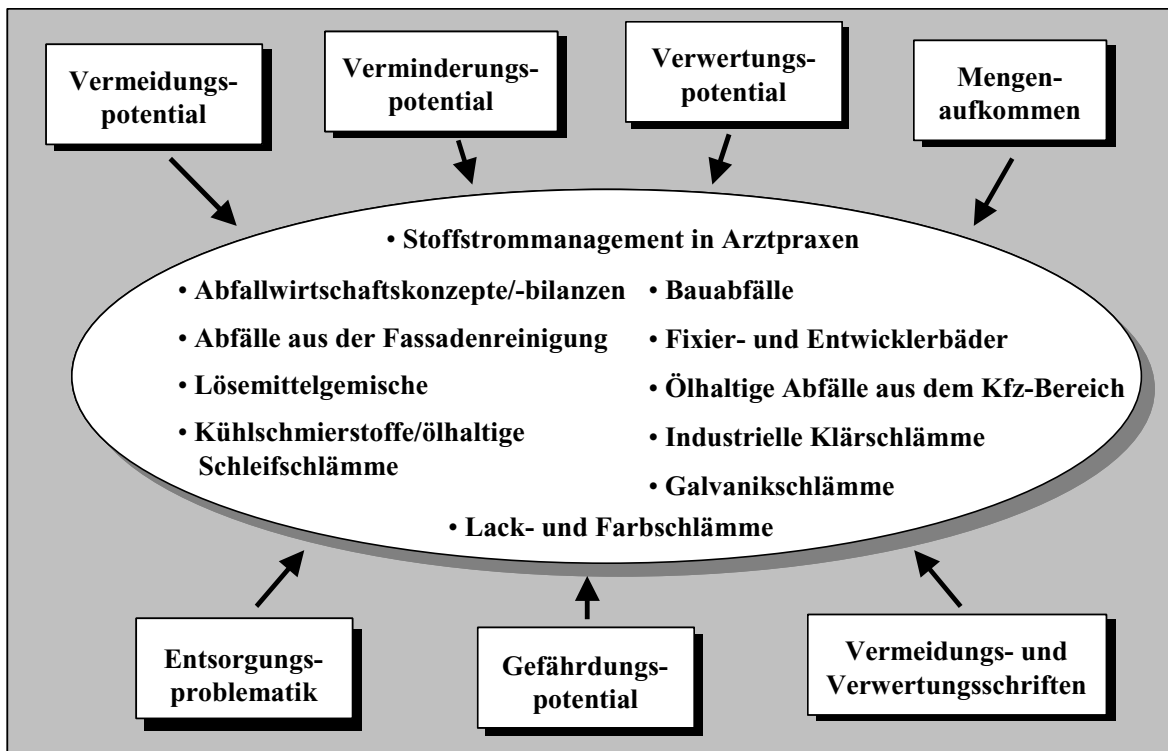 Vermeidungs-
potential
Verminderungs-
potential
Verwertungs-
potential
Mengen-
aufkommen
• Stoffstrommanagement in Arztpraxen
• Abfallwirtschaftskonzepte/-bilanzen
• Abfälle aus der Fassadenreinigung
• Lösemittelgemische
• Kühlschmierstoffe/ölhaltige
Schleifschlämme
• Bauabfälle
• Fixier- und Entwicklerbäder
• Ölhaltige Abfälle aus dem Kfz-Bereich
• Industrielle Klärschlämme
• Galvanikschlämme
• Lack- und Farbschlämme
Entsorgungs-
problematik
Gefährdungs-
potential
Vermeidungs- und
Verwertungsschriften